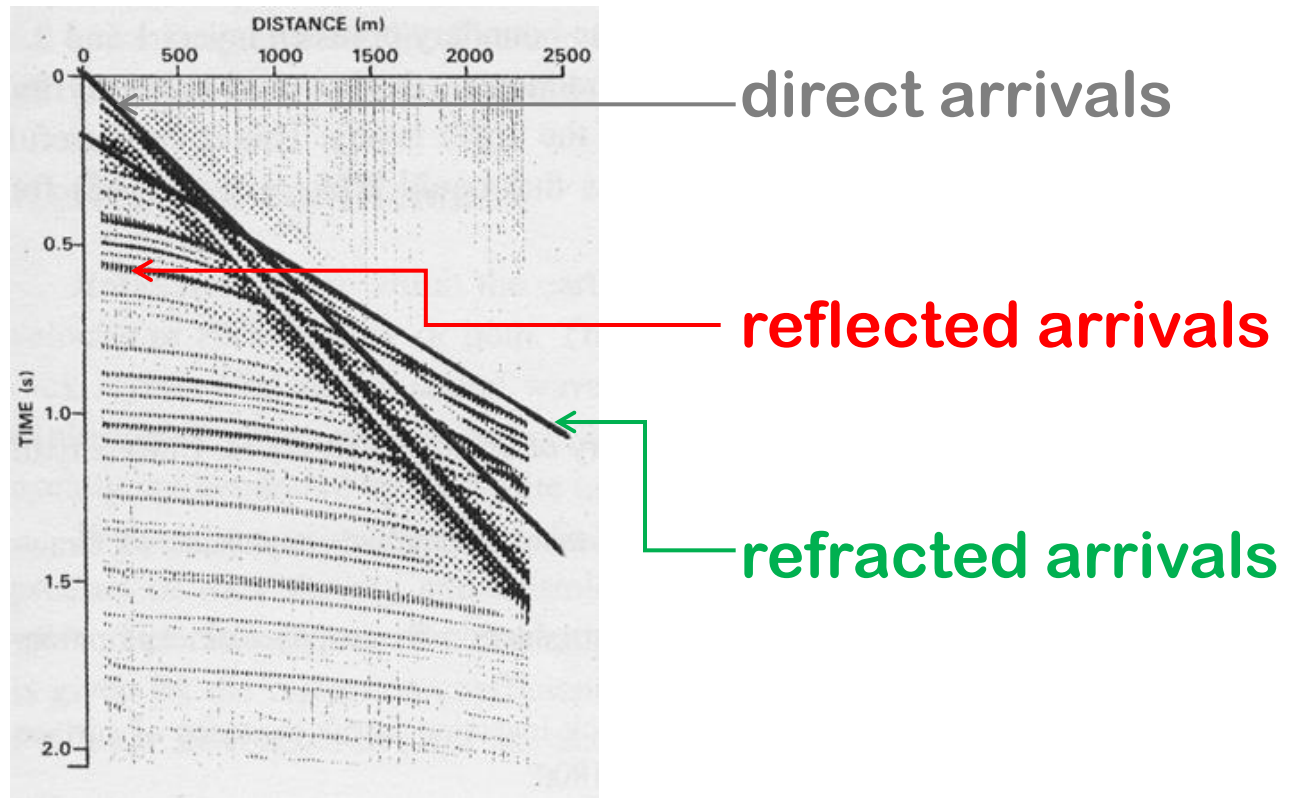 DISTANCE (m)
0 500 1000 1500 2000 2500
0
0.5
1.0
1.5
2.0
TIME (s)
direct arrivals
reflected arrivals
refracted arrivals